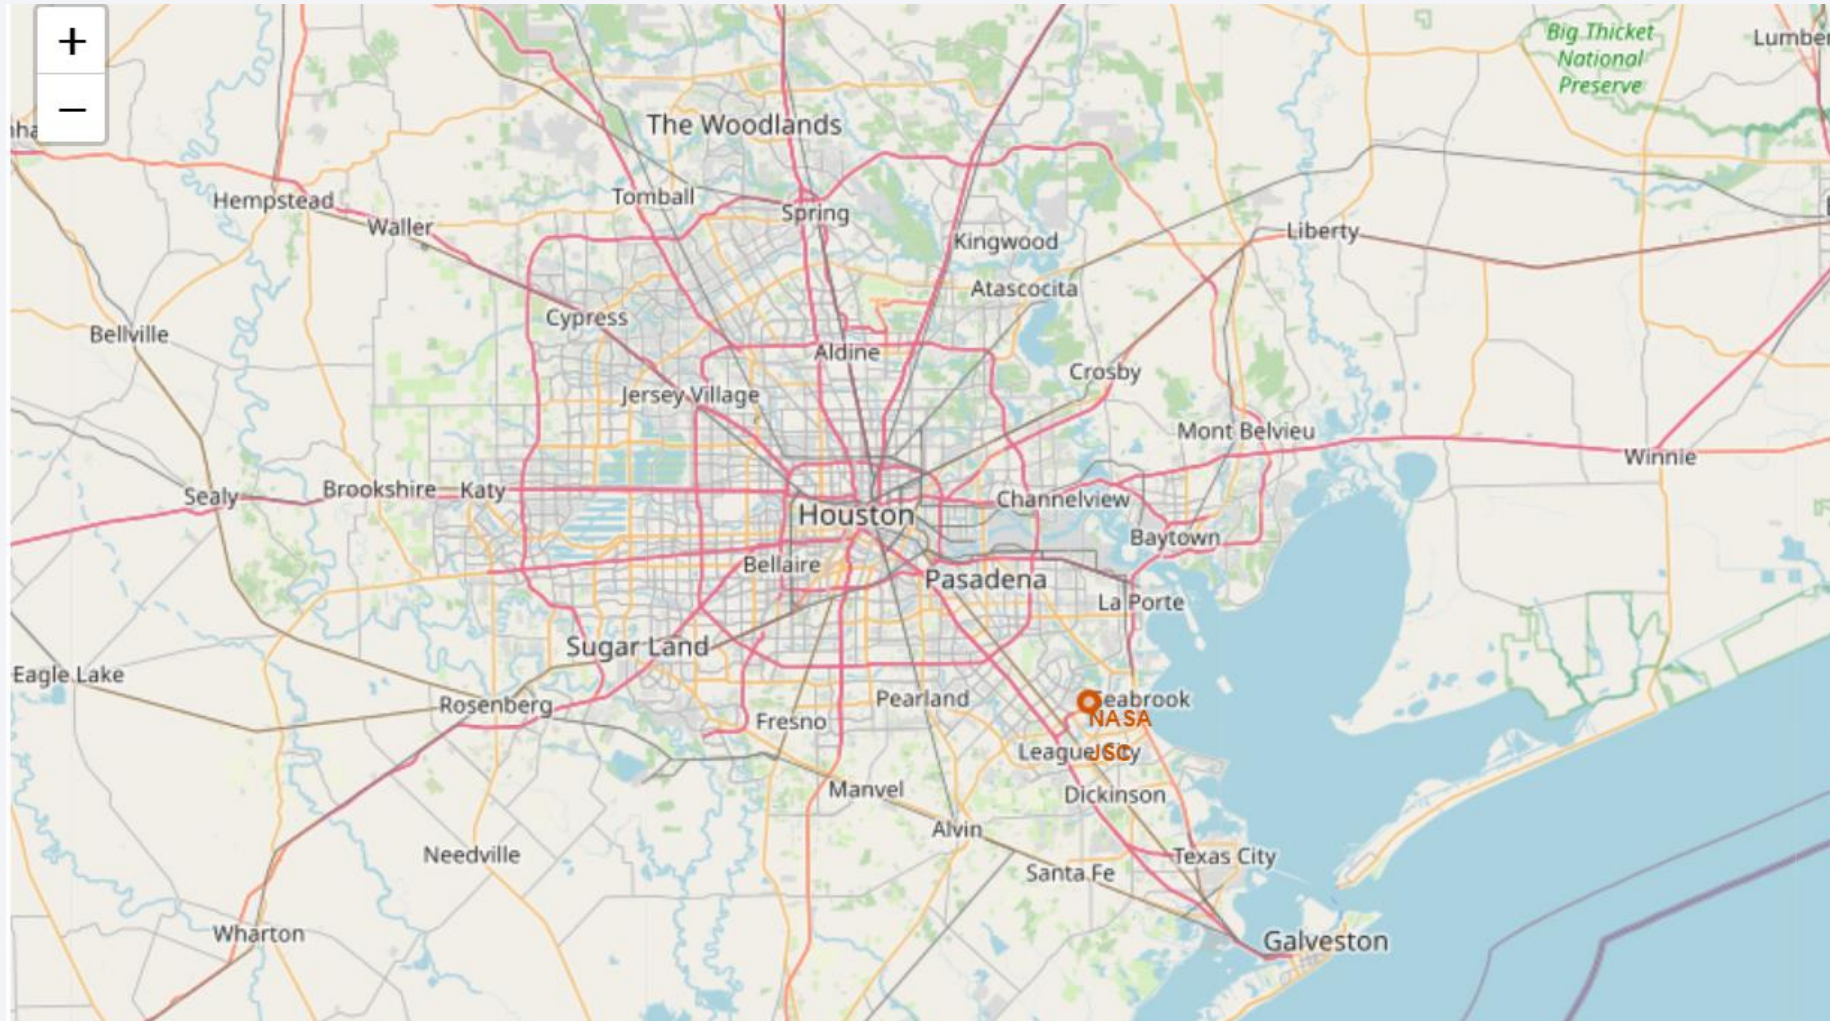 +
−
Big Thicket
National
Preserve
The Woodlands
Hempstead
Tomball
Waller
Spring
Kingwood
Liberty
Atascocita
Cypress
Bellville
Aldine
Crosby
Jersey Village
Mont Belvieu
Winnie
Sealy
Brookshire
Katy
Channelview
Houston
Baytown
Bellaire
Pasadena
La Porte
Sugar Land
Eagle Lake
Rosenberg
Pearland
Seabrook
NASA
JSC
Fresno
League City
Manvel
Dickinson
Alvin
Needville
Texas City
Santa Fe
Wharton
Galveston